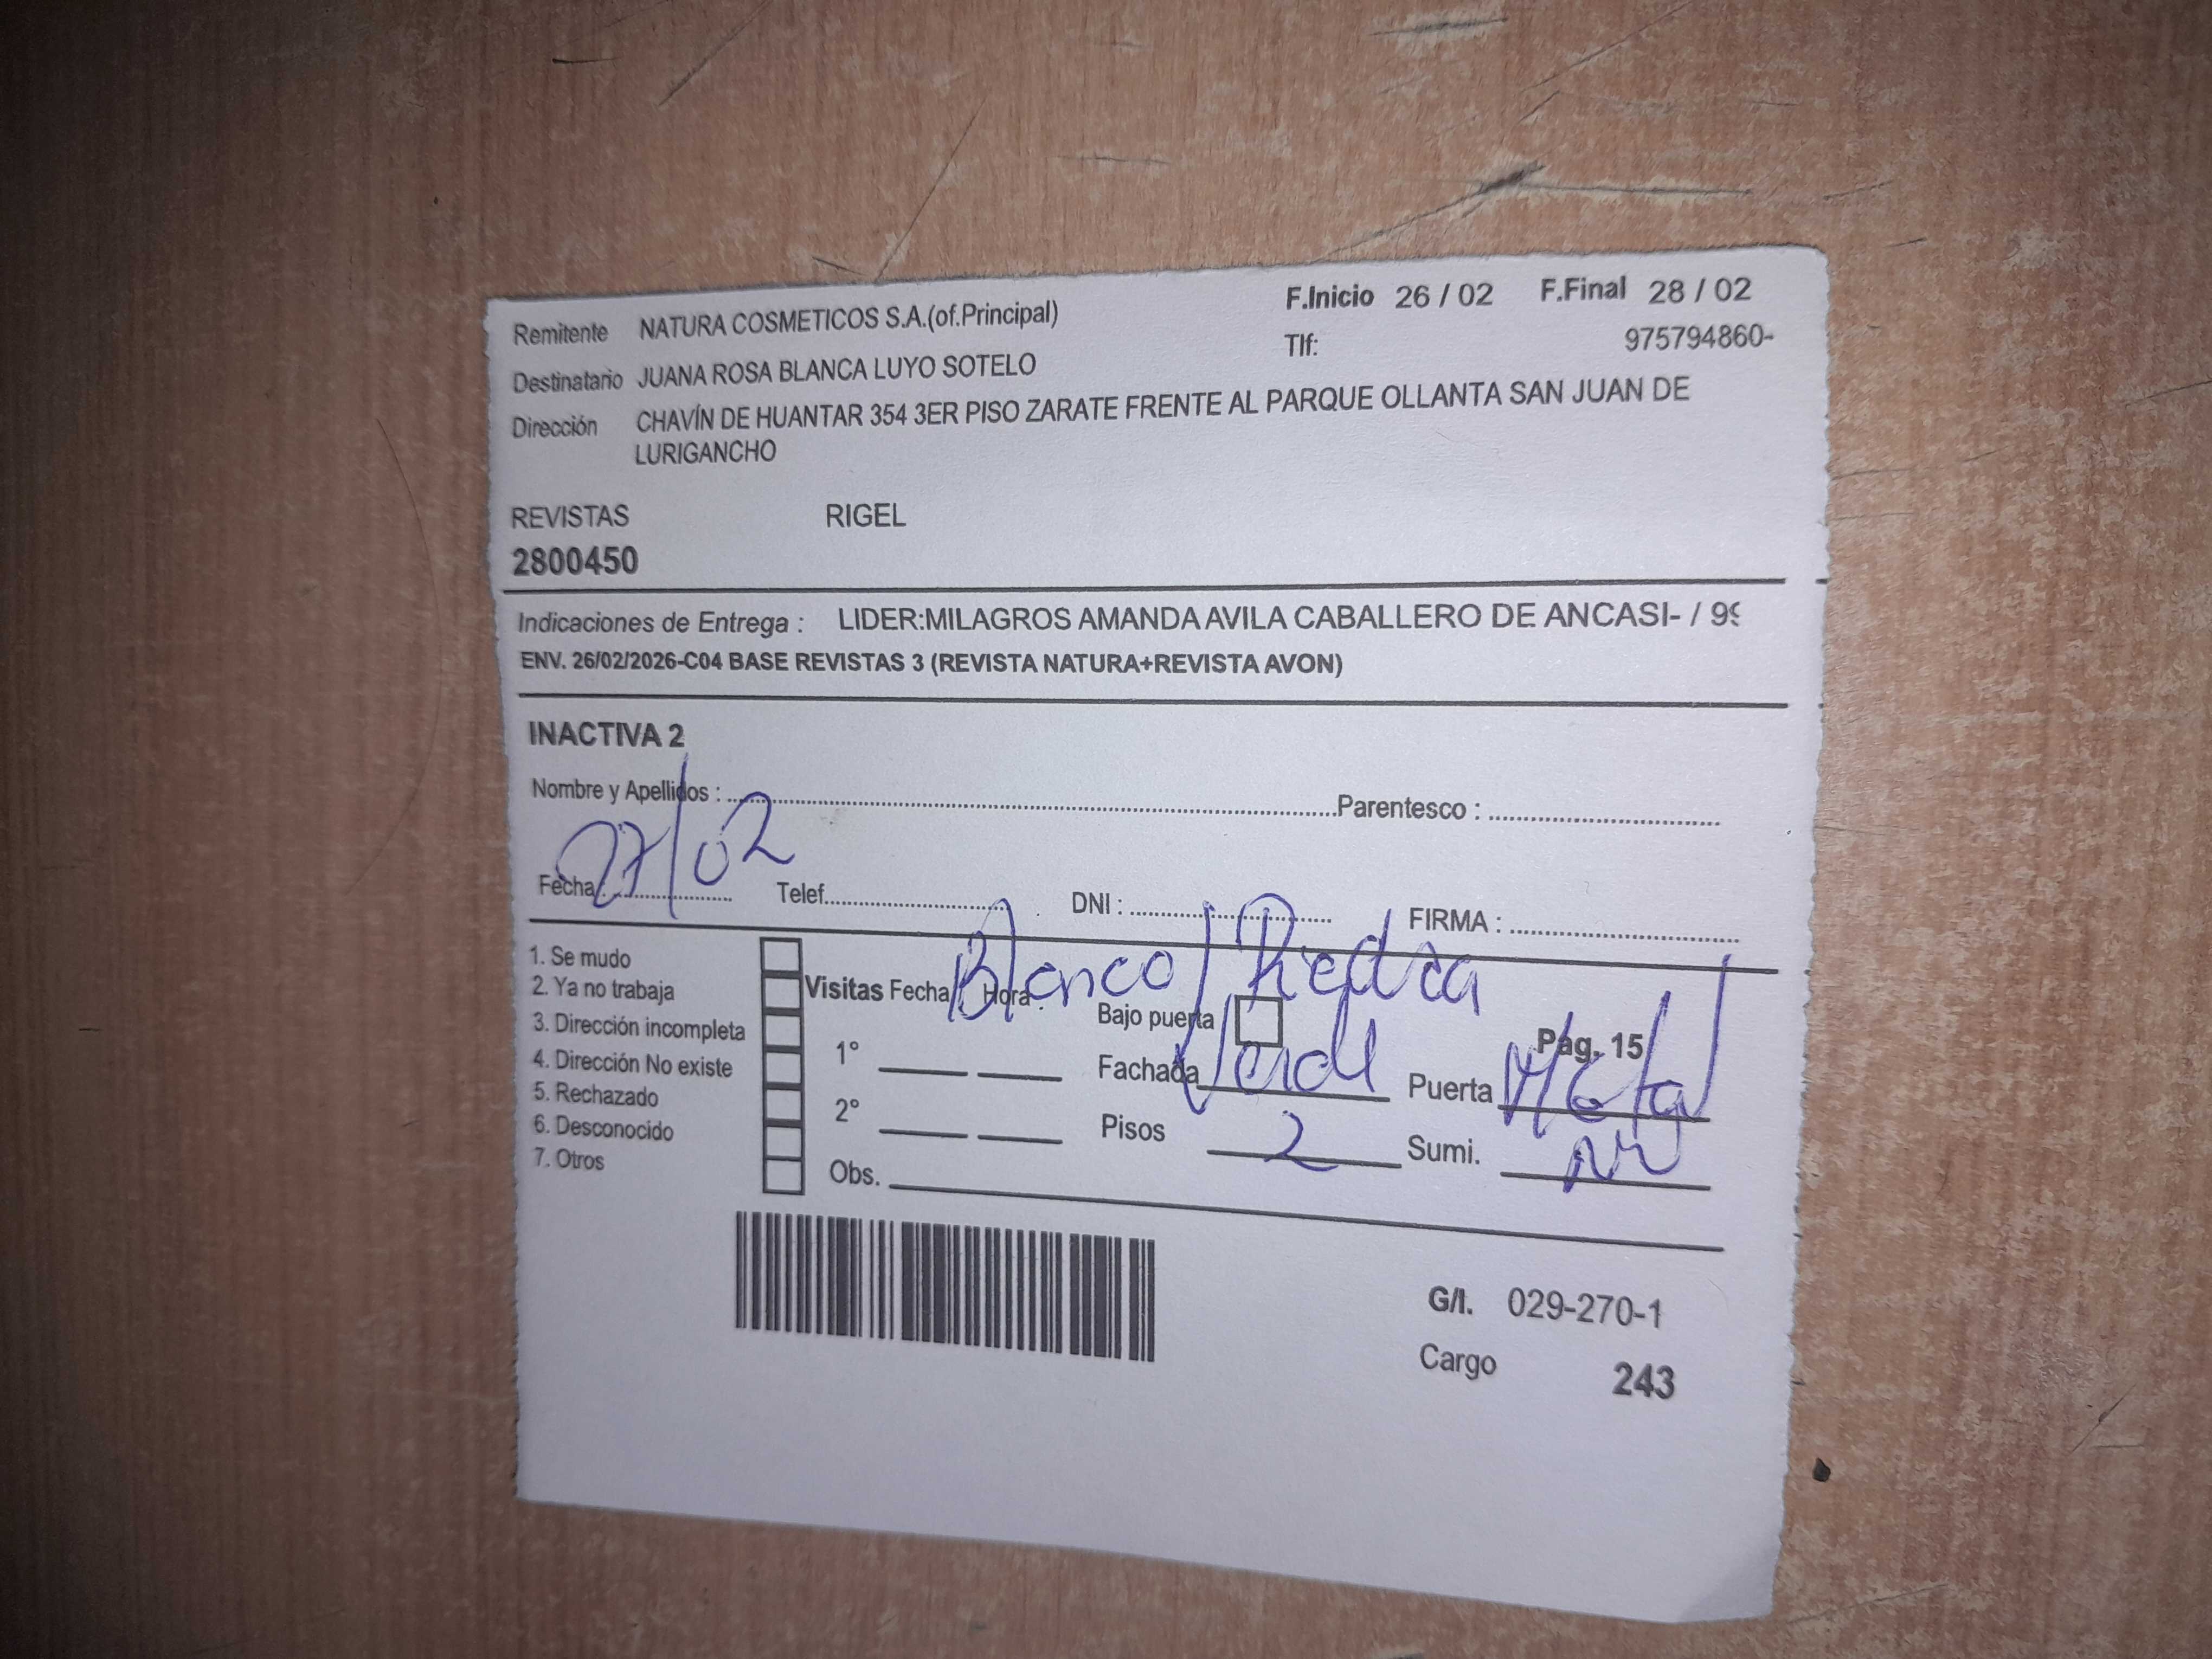 Remitente NATURA COSMETICOS S.A.(of.Principal) F.Inicio 26 / 02 F.Final 28 / 02
Destinatario JUANA ROSA BLANCA LUYO SOTELO Tlf: 975794860-
Dirección CHAVÍN DE HUANTAR 354 3ER PISO ZARATE FRENTE AL PARQUE OLLANTA SAN JUAN DE
LURIGANCHO
REVISTAS RIGEL
2800450
Indicaciones de Entrega : LIDER:MILAGROS AMANDA AVILA CABALLERO DE ANCASI- / 99
ENV. 26/02/2026-C04 BASE REVISTAS 3 (REVISTA NATURA+REVISTA AVON)
INACTIVA 2
Nombre y Apellidos : Parentesco :
Fecha : 27/02 Telef. DNI : FIRMA :
Blanco/Piedra
1. Se mudo
2. Ya no trabaja
3. Dirección incompleta
4. Dirección No existe
5. Rechazado
6. Desconocido
7. Otros
Visitas Fecha / Hora :
1°
2°
Obs.
Bajo puerta Pág. 15
Fachada Verde Puerta Metal
Pisos 2 Sumi.
G/I. 029-270-1
Cargo 243